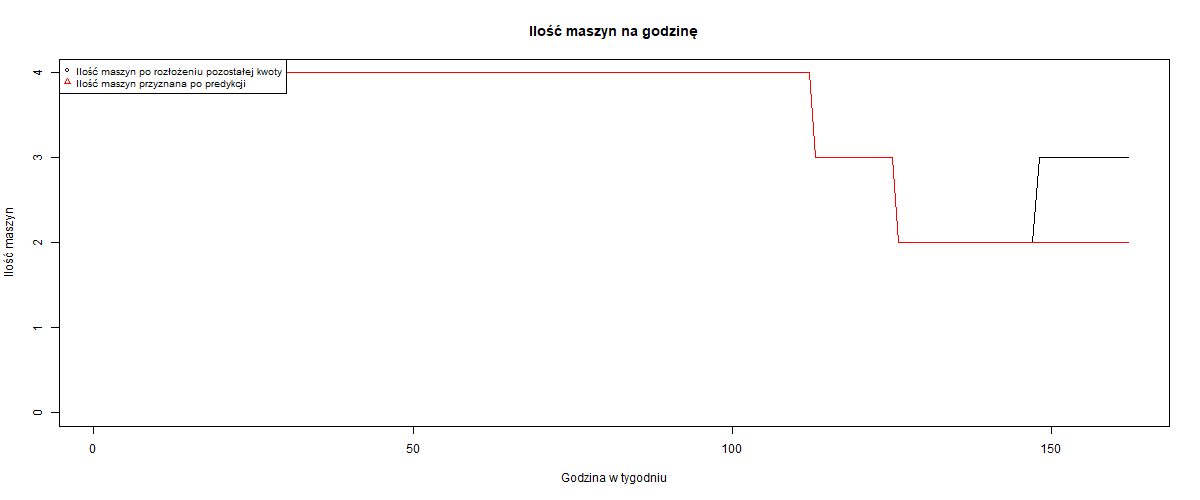 Ilość maszyn na godzinę
Ilość maszyn po rozłożeniu pozostałej kwoty
Ilość maszyn przyznana po predykcji
Ilość maszyn
4
3
2
1
0
0 50 100 150
Godzina w tygodniu